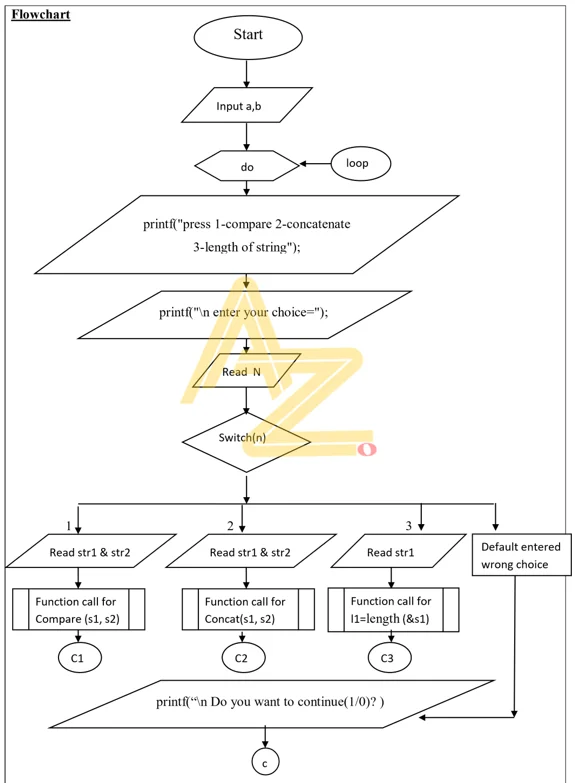 Flowchart
Start
Input a,b
do
loop
printf("press 1-compare 2-concatenate
3-length of string");
printf("\n enter your choice=");
Read N
Switch(n)
1
2
3
Read str1 & str2
Read str1 & str2
Read str1
Default entered
wrong choice
Function call for
Compare (s1, s2)
Function call for
Concat(s1, s2)
Function call for
l1=length (&s1)
C1
C2
C3
printf(“\n Do you want to continue(1/0)? )
c
AZ.